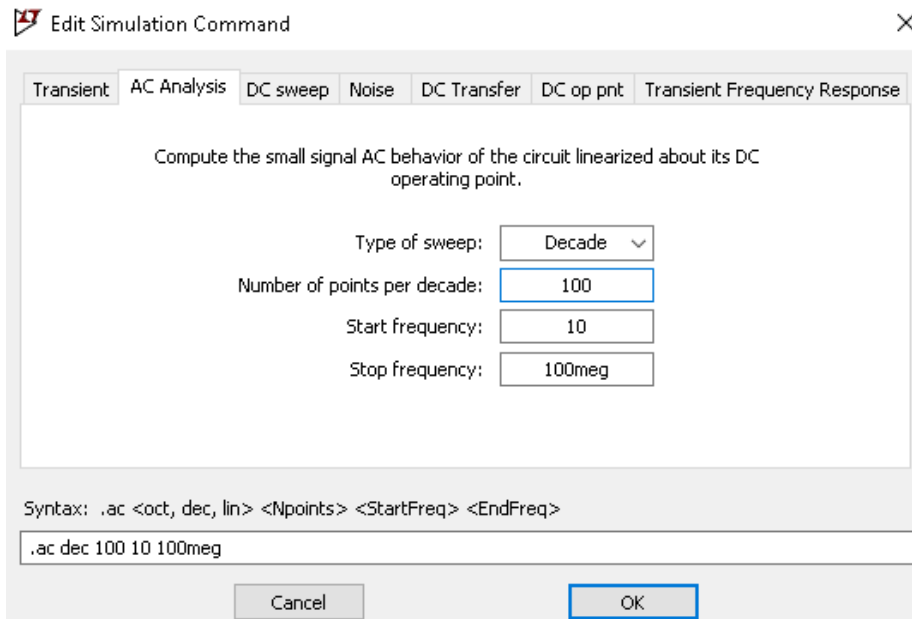 Edit Simulation Command
Transient AC Analysis DC sweep Noise DC Transfer DC op pnt Transient Frequency Response
Compute the small signal AC behavior of the circuit linearized about its DC
operating point.
Type of sweep: Decade
Number of points per decade: 100
Start frequency: 10
Stop frequency: 100meg
Syntax: .ac <oct, dec, lin> <Npoints> <StartFreq> <EndFreq>
.ac dec 100 10 100meg
Cancel OK